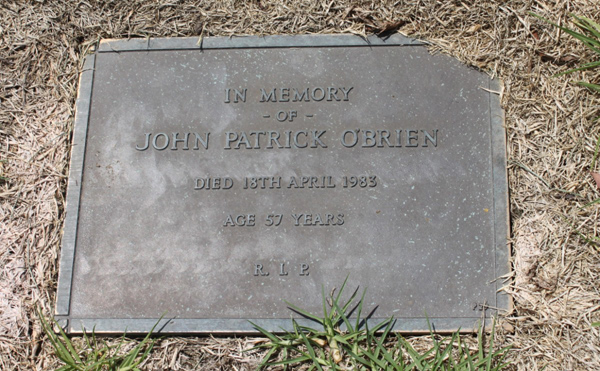 IN MEMORY
- OF -
JOHN PATRICK O'BRIEN
DIED 18TH APRIL 1983
AGE 57 YEARS
R. I. P.